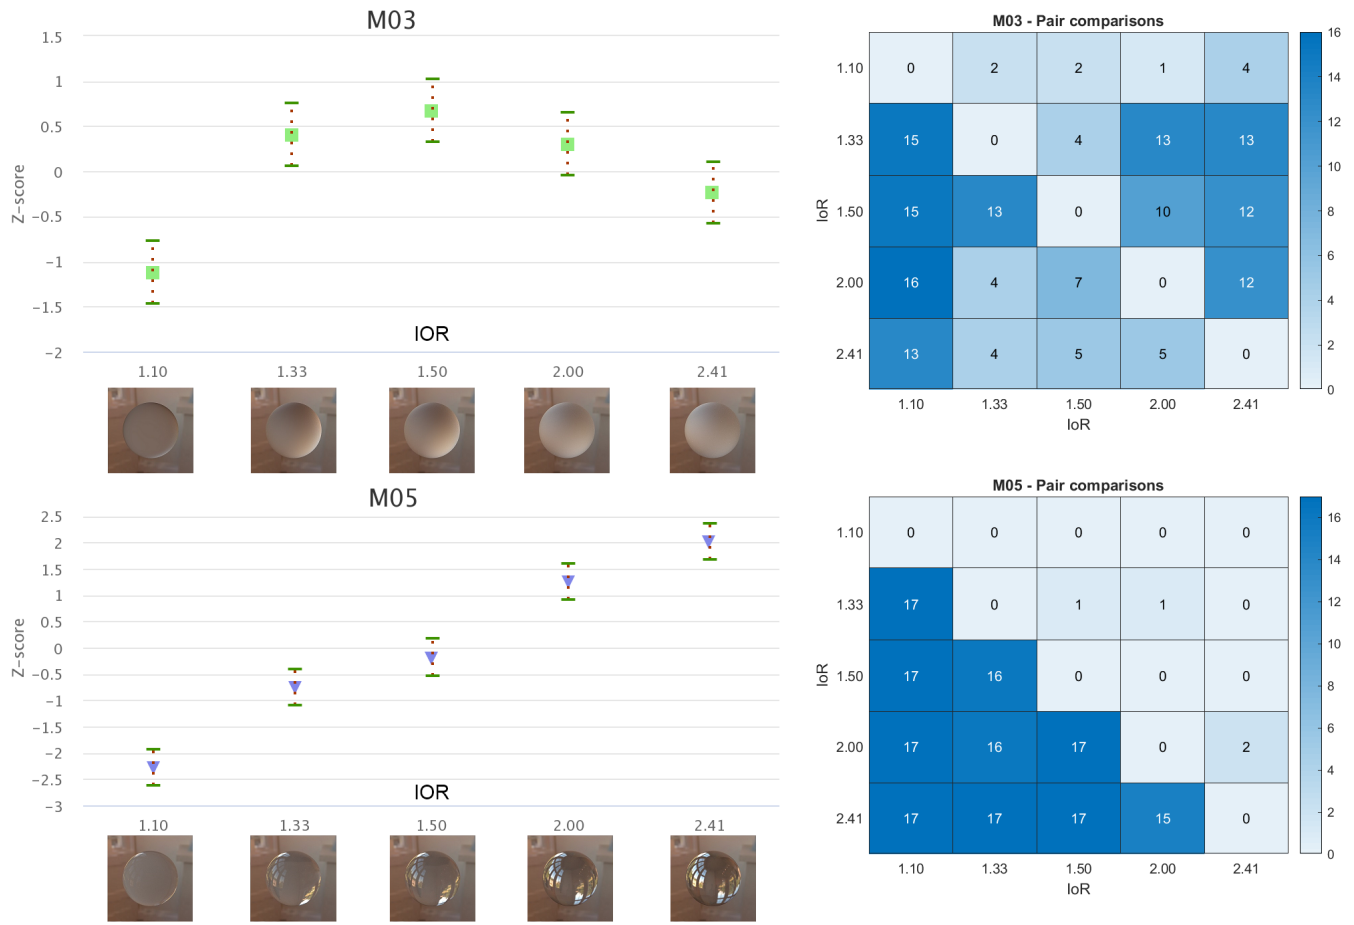 M03
1.5
1
0.5
0
−0.5
−1
−1.5
−2
Z−score
IOR
1.10 1.33 1.50 2.00 2.41
M03 - Pair comparisons
1.10 0 2 2 1 4
1.33 15 0 4 13 13
1.50 15 13 0 10 12
2.00 16 4 7 0 12
2.41 13 4 5 5 0
IoR
1.10 1.33 1.50 2.00 2.41
IoR
16
14
12
10
8
6
4
2
0
M05
2.5
2
1.5
1
0.5
0
−0.5
−1
−1.5
−2
−2.5
−3
Z−score
IOR
1.10 1.33 1.50 2.00 2.41
M05 - Pair comparisons
1.10 0 0 0 0 0
1.33 17 0 1 1 0
1.50 17 16 0 0 0
2.00 17 16 17 0 2
2.41 17 17 17 15 0
IoR
1.10 1.33 1.50 2.00 2.41
IoR
16
14
12
10
8
6
4
2
0